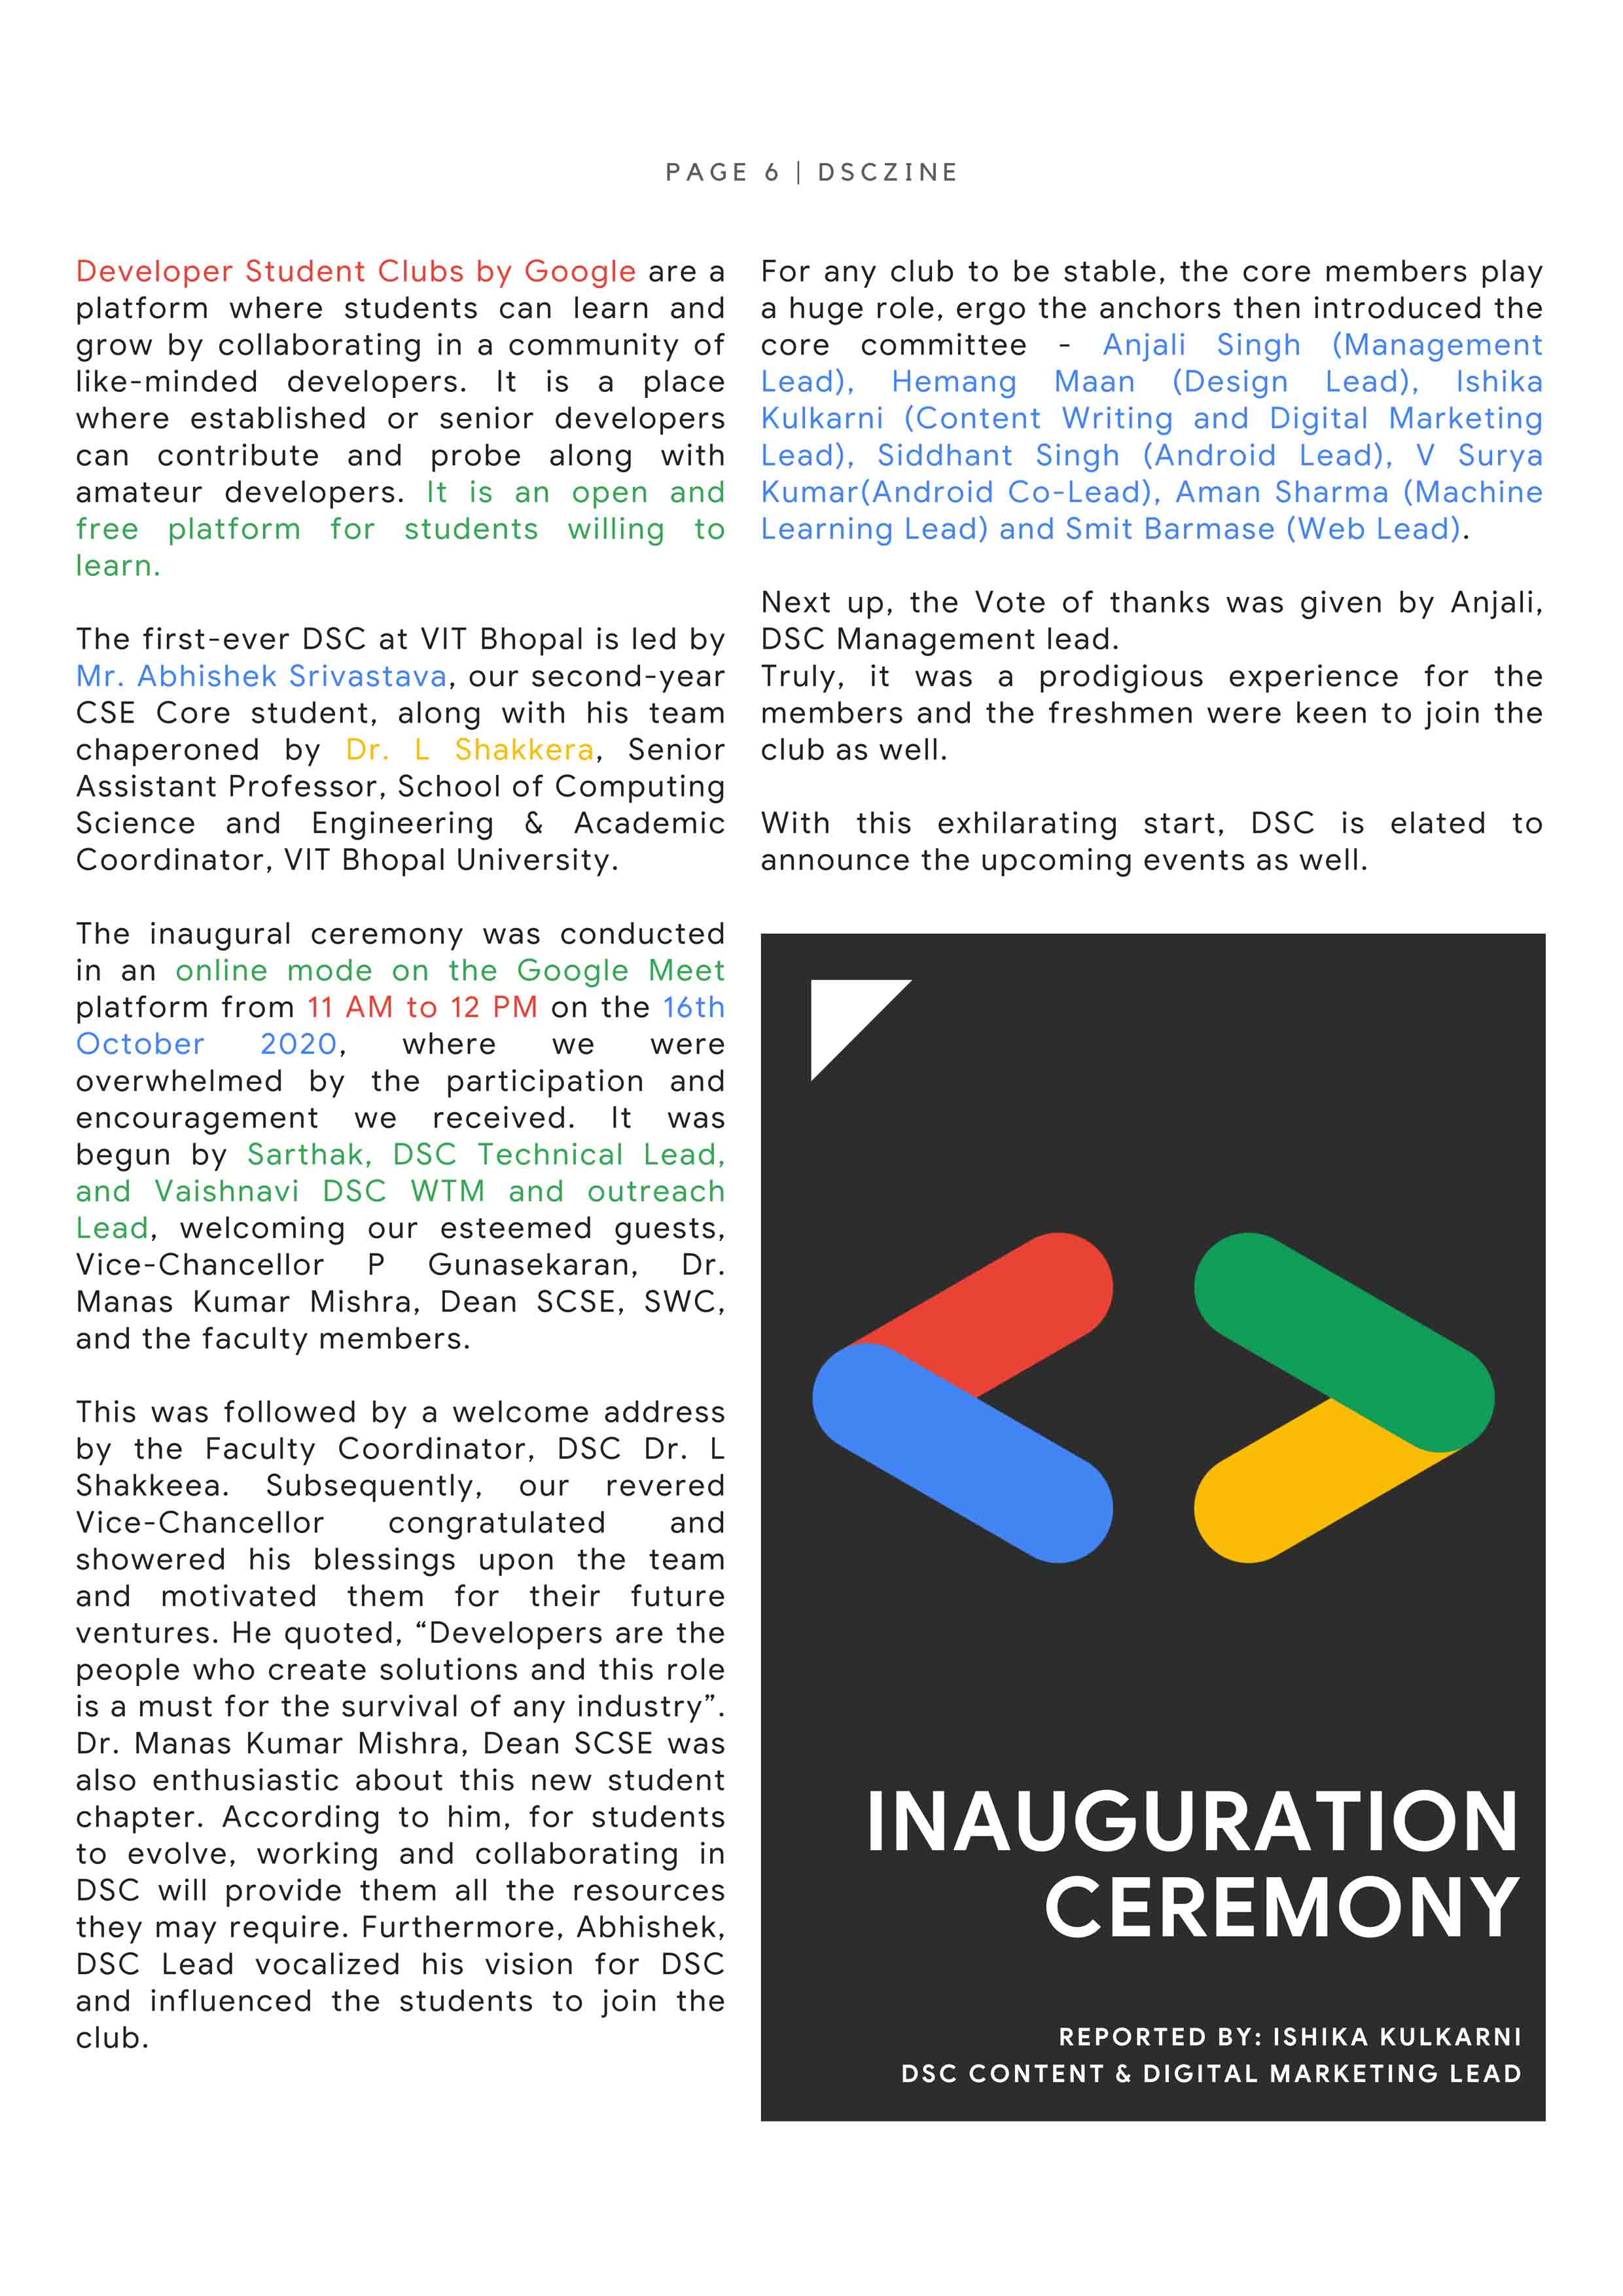 PAGE 6 | DSCZINE
Developer Student Clubs by Google are a
platform where students can learn and
grow by collaborating in a community of
like-minded developers. It is a place
where established or senior developers
can contribute and probe along with
amateur developers. It is an open and
free platform for students willing to
learn.
The first-ever DSC at VIT Bhopal is led by
Mr. Abhishek Srivastava, our second-year
CSE Core student, along with his team
chaperoned by Dr. L Shakkera, Senior
Assistant Professor, School of Computing
Science and Engineering & Academic
Coordinator, VIT Bhopal University.
The inaugural ceremony was conducted
in an online mode on the Google Meet
platform from 11 AM to 12 PM on the 16th
October 2020, where we were
overwhelmed by the participation and
encouragement we received. It was
begun by Sarthak, DSC Technical Lead,
and Vaishnavi DSC WTM and outreach
Lead, welcoming our esteemed guests,
Vice-Chancellor P Gunasekaran, Dr.
Manas Kumar Mishra, Dean SCSE, SWC,
and the faculty members.
This was followed by a welcome address
by the Faculty Coordinator, DSC Dr. L
Shakkeea. Subsequently, our revered
Vice-Chancellor congratulated and
showered his blessings upon the team
and motivated them for their future
ventures. He quoted, “Developers are the
people who create solutions and this role
is a must for the survival of any industry”.
Dr. Manas Kumar Mishra, Dean SCSE was
also enthusiastic about this new student
chapter. According to him, for students
to evolve, working and collaborating in
DSC will provide them all the resources
they may require. Furthermore, Abhishek,
DSC Lead vocalized his vision for DSC
and influenced the students to join the
club.
For any club to be stable, the core members play
a huge role, ergo the anchors then introduced the
core committee - Anjali Singh (Management
Lead), Hemang Maan (Design Lead), Ishika
Kulkarni (Content Writing and Digital Marketing
Lead), Siddhant Singh (Android Lead), V Surya
Kumar(Android Co-Lead), Aman Sharma (Machine
Learning Lead) and Smit Barmase (Web Lead).
Next up, the Vote of thanks was given by Anjali,
DSC Management lead.
Truly, it was a prodigious experience for the
members and the freshmen were keen to join the
club as well.
With this exhilarating start, DSC is elated to
announce the upcoming events as well.
INAUGURATION
CEREMONY
REPORTED BY: ISHIKA KULKARNI
DSC CONTENT & DIGITAL MARKETING LEAD